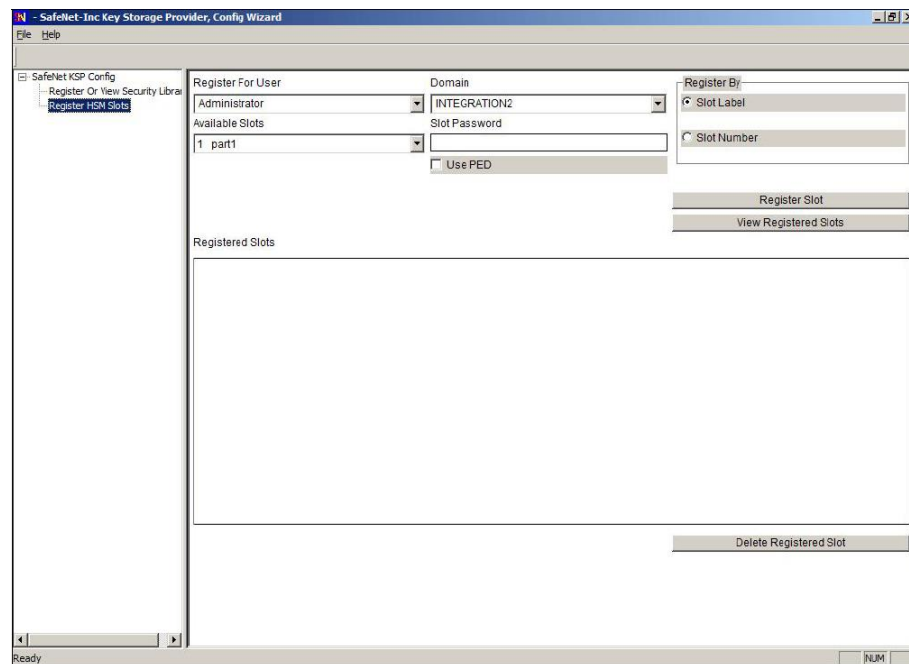 - SafeNet-Inc Key Storage Provider, Config Wizard
File Help
SafeNet KSP Config
Register Or View Security Librar
Register HSM Slots
Register For User
Domain
Register By
Administrator
INTEGRATION2
Slot Label
Available Slots
Slot Password
1 part1
Slot Number
Use PED
Register Slot
View Registered Slots
Registered Slots
Delete Registered Slot
Ready
NUM